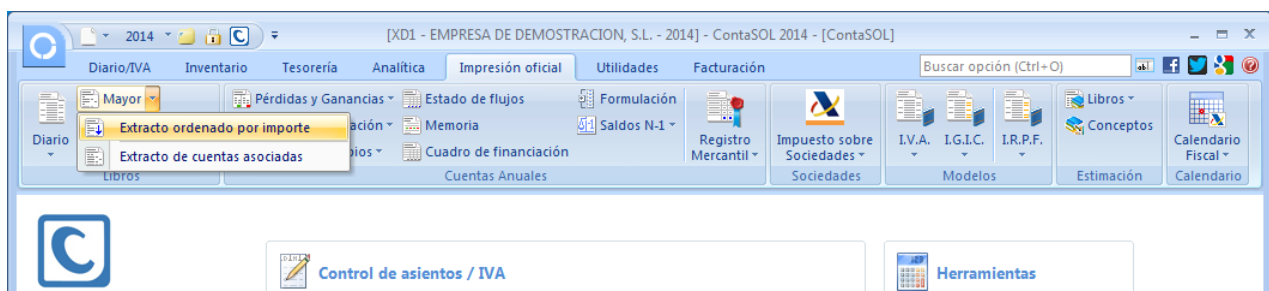 2014
[XD1 - EMPRESA DE DEMOSTRACION, S.L. - 2014] - ContaSOL 2014 - [ContaSOL]
Diario/IVA Inventario Tesorería Analítica Impresión oficial Utilidades Facturación Buscar opción (Ctrl+O)
Mayor Pérdidas y Ganancias Estado de flujos Formulación Libros
Extracto ordenado por importe ación Memoria Saldos N-1 Conceptos
Diario Registro Mercantil Impuesto sobre Sociedades I.V.A. I.G.I.C. I.R.P.F. Calendario Fiscal
Extracto de cuentas asociadas ios Cuadro de financiación
Libros Cuentas Anuales Sociedades Modelos Estimación Calendario
C
Control de asientos / IVA Herramientas